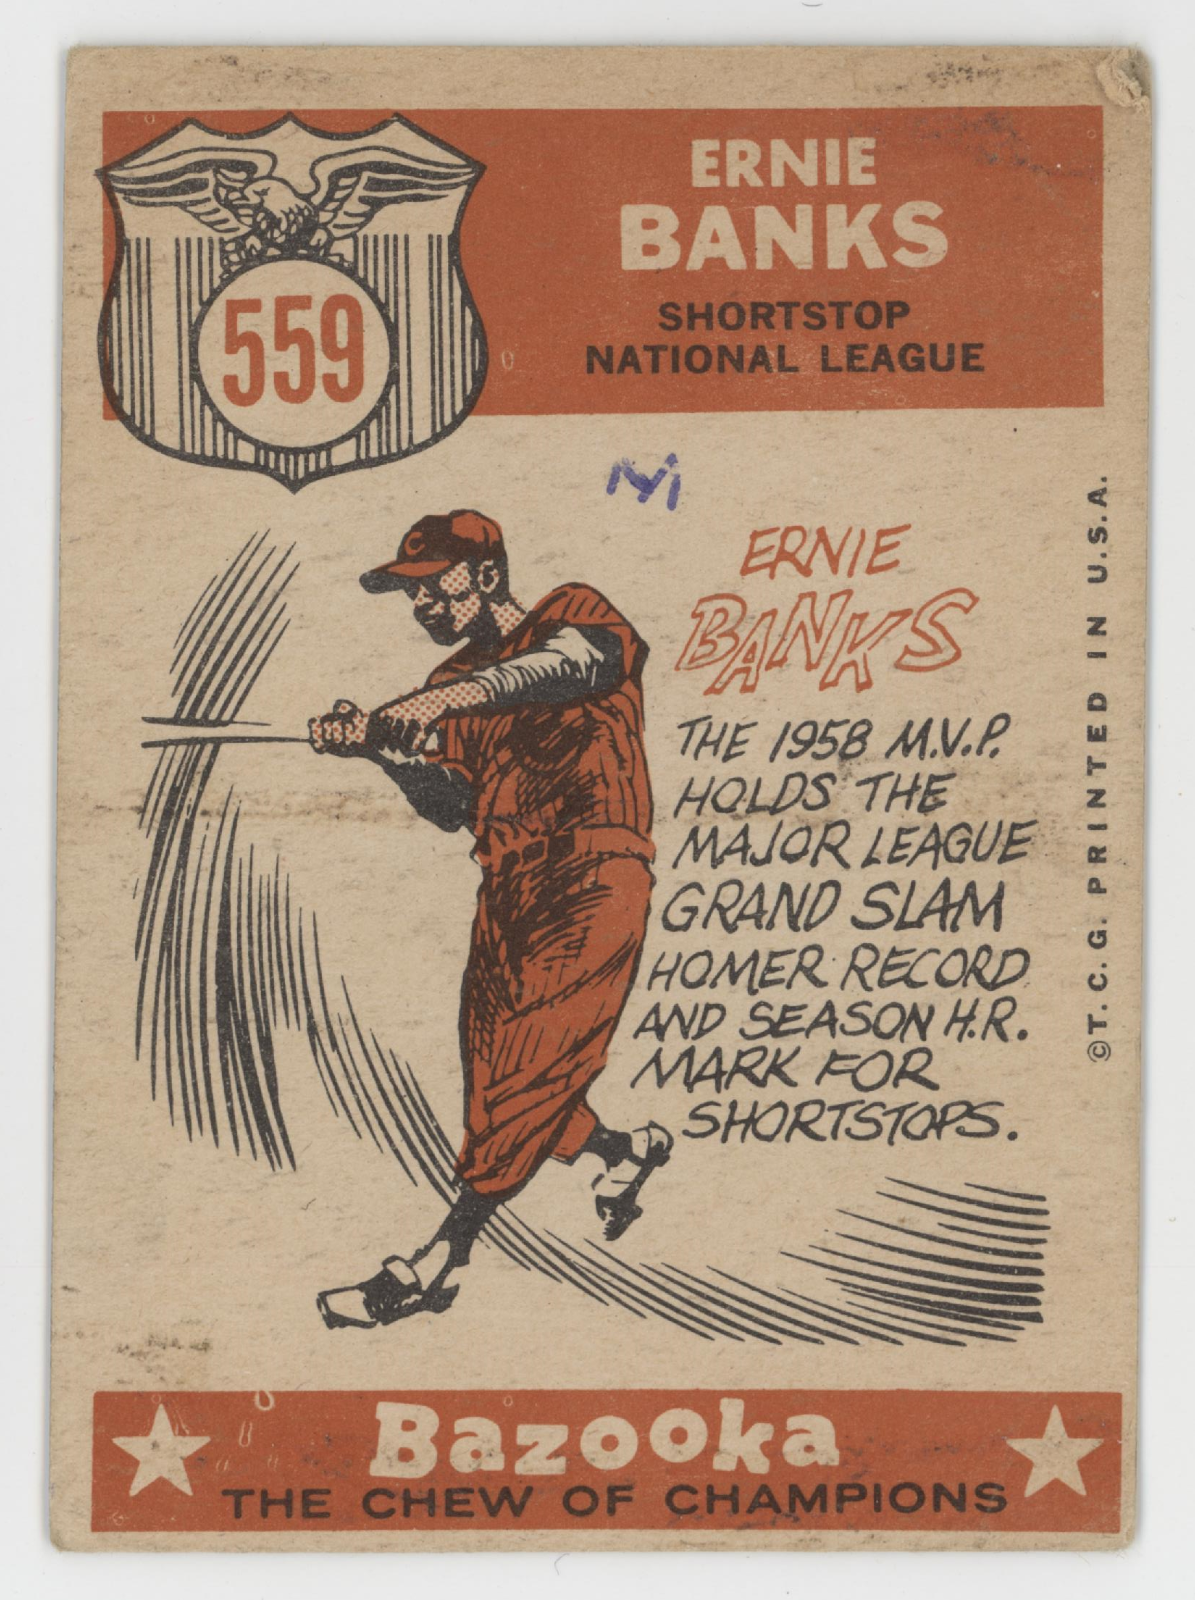 ERNIE
BANKS
SHORTSTOP
NATIONAL LEAGUE
559
C
ERNIE
BANKS
THE 1958 M.V.P.
HOLDS THE
MAJOR LEAGUE
GRAND SLAM
HOMER RECORD
AND SEASON H.R.
MARK FOR
SHORTSTOPS.
©T.C.G. PRINTED IN U.S.A.
Bazooka
THE CHEW OF CHAMPIONS